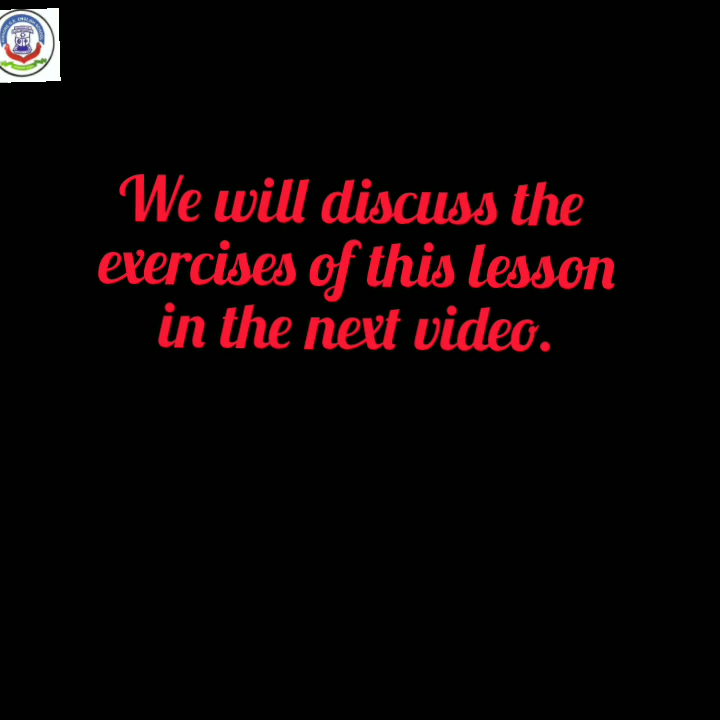 We will discuss the
exercises of this lesson
in the next video.